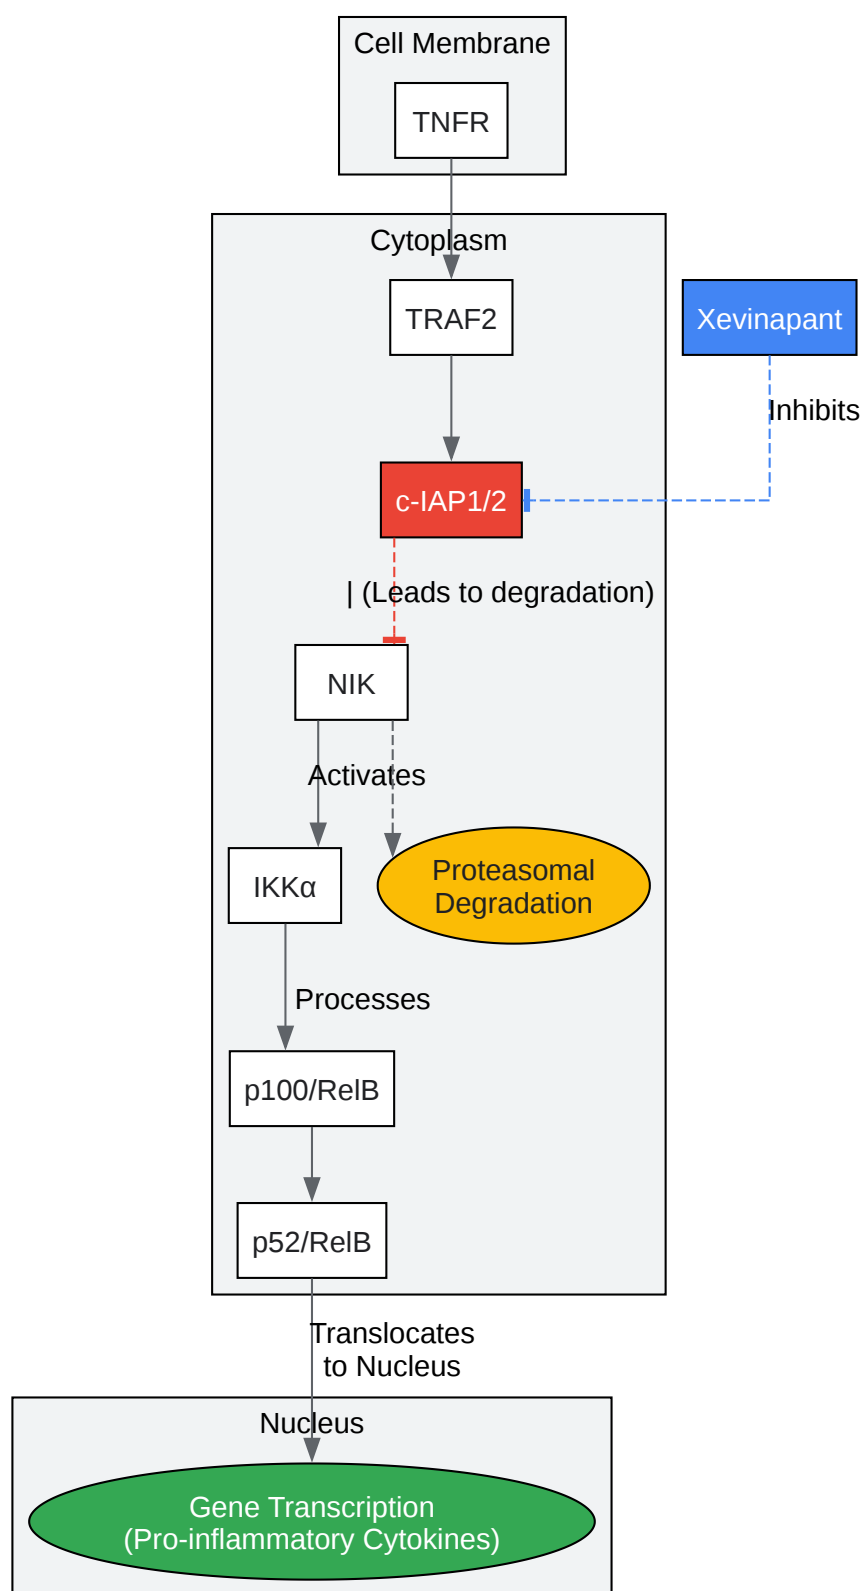 Cell Membrane
TNFR
Cytoplasm
TRAF2
Xevinapant
Inhibits
c-IAP1/2
| (Leads to degradation)
NIK
Activates
IKKα
Proteasomal
Degradation
Processes
p100/RelB
p52/RelB
Translocates
to Nucleus
Nucleus
Gene Transcription
(Pro-inflammatory Cytokines)